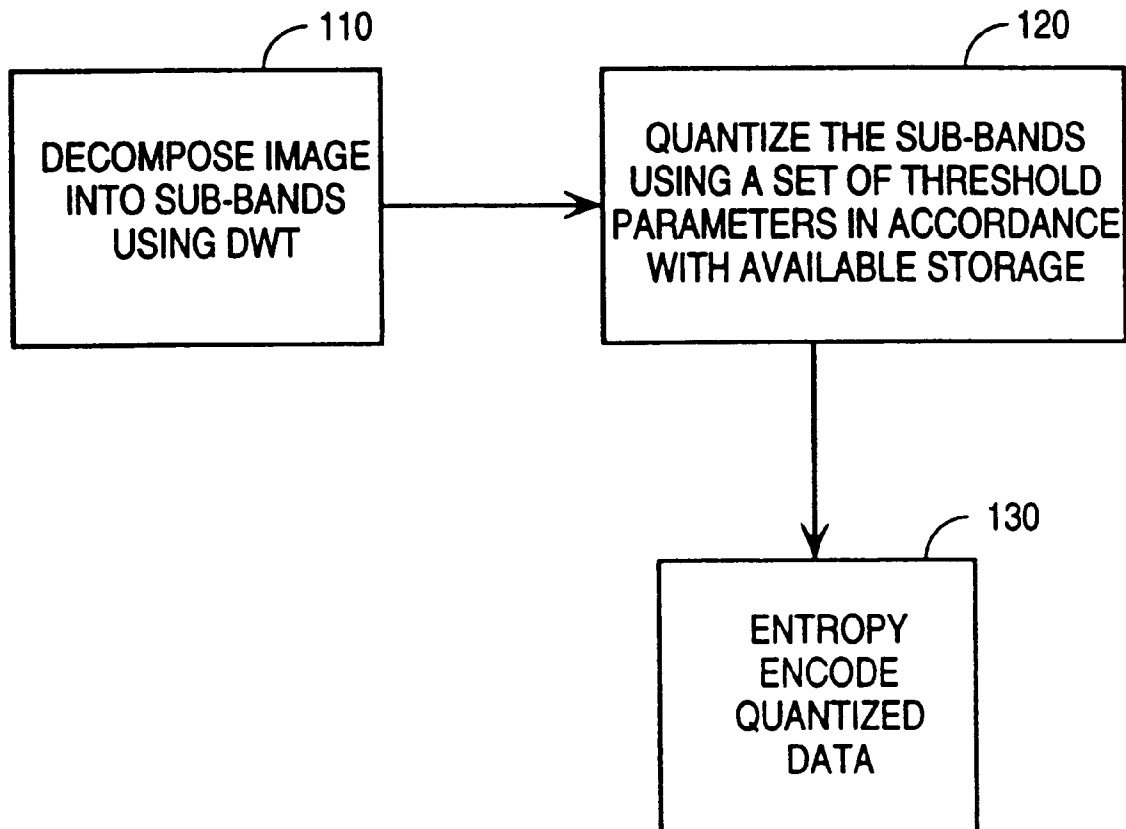 110
DECOMPOSE IMAGE
INTO SUB-BANDS
USING DWT
120
QUANTIZE THE SUB-BANDS
USING A SET OF THRESHOLD
PARAMETERS IN ACCORDANCE
WITH AVAILABLE STORAGE
130
ENTROPY
ENCODE
QUANTIZED
DATA